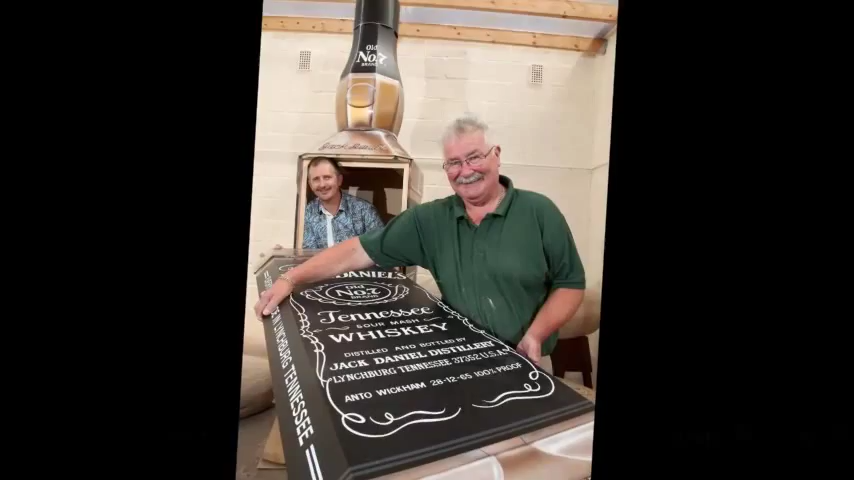 Old
No.7
BRAND
DANIEL'S
Old
No.7
BRAND
Tennessee
SOUR MASH
WHISKEY
DISTILLED AND BOTTLED BY
JACK DANIEL DISTILLERY
LYNCHBURG TENNESSEE 37352 U.S.A
ANTO WICKHAM 28-12-65 100% PROOF
LYNCHBURG TENNESSEE